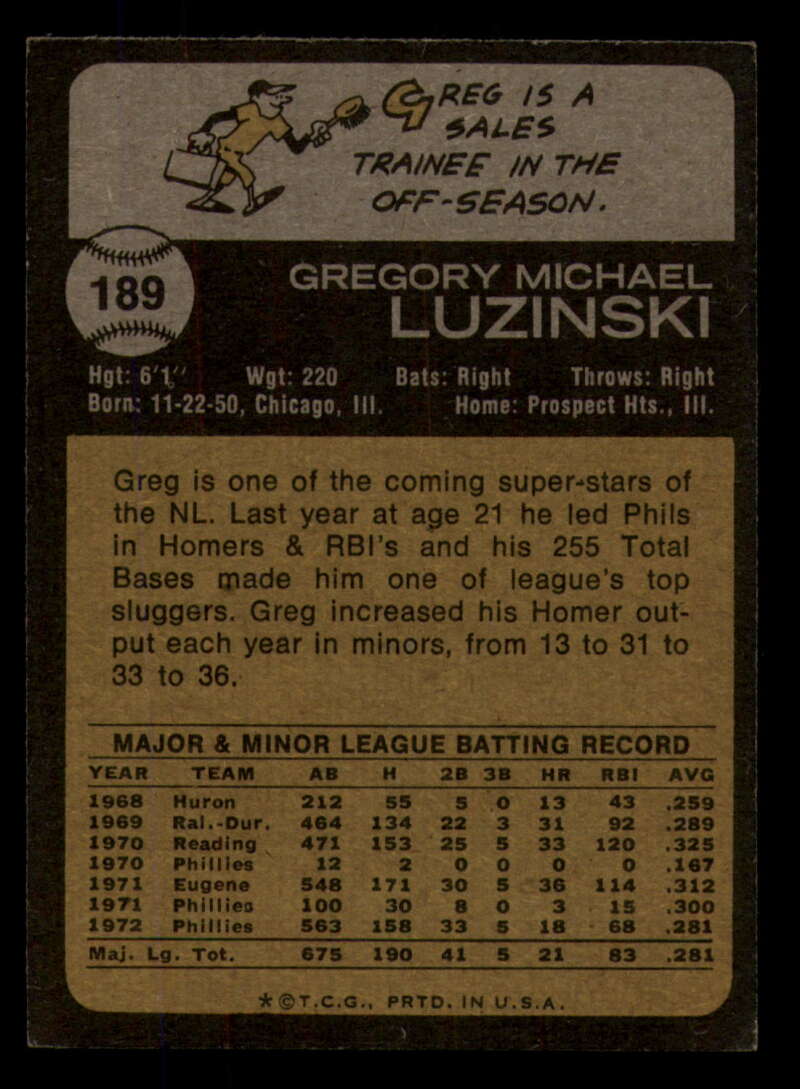 GREG IS A
SALES
TRAINEE IN THE
OFF-SEASON.
189
GREGORY MICHAEL
LUZINSKI
Hgt: 6'1" Wgt: 220 Bats: Right Throws: Right
Born: 11-22-50, Chicago, Ill. Home: Prospect Hts., Ill.
Greg is one of the coming super-stars of
the NL. Last year at age 21 he led Phils
in Homers & RBI's and his 255 Total
Bases made him one of league's top
sluggers. Greg increased his Homer out-
put each year in minors, from 13 to 31 to
33 to 36.
MAJOR & MINOR LEAGUE BATTING RECORD
YEAR TEAM AB H 2B 3B HR RBI AVG
1968 Huron 212 55 5 0 13 43 .259
1969 Ral.-Dur. 464 134 22 3 31 92 .289
1970 Reading 471 153 25 5 33 120 .325
1970 Phillies 12 2 0 0 0 0 .167
1971 Eugene 548 171 30 5 36 114 .312
1971 Phillies 100 30 8 0 3 15 .300
1972 Phillies 563 158 33 5 18 68 .281
Maj. Lg. Tot. 675 190 41 5 21 83 .281
*©T.C.G., PRTD. IN U.S.A.